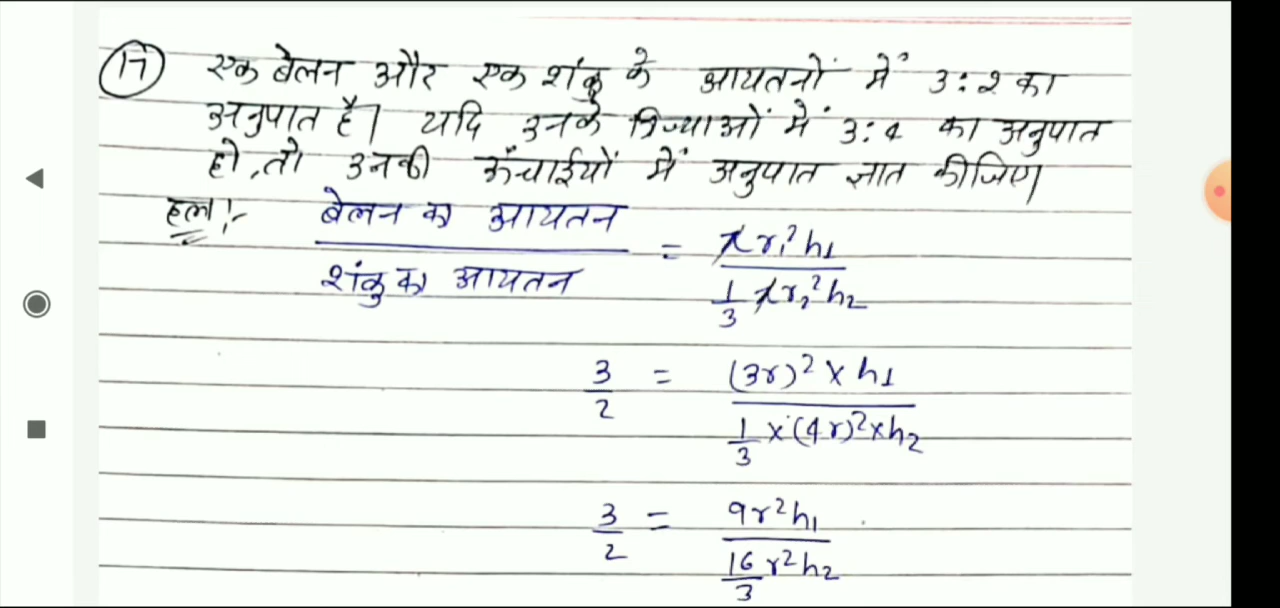 (17) एक बेलन और एक शंकु के आयतनों में 3:2 का
अनुपात है। यदि उनके त्रिज्याओं में 3:4 का अनुपात
हो, तो उनकी ऊँचाईयों में अनुपात ज्ञात कीजिए।
हल:- बेलन का आयतन / शंकु का आयतन = πr₁²h₁ / (1/3 πr₂²h₂)
3/2 = (3r)² × h₁ / (1/3 × (4r)² × h₂)
3/2 = 9r²h₁ / (16/3 r²h₂)